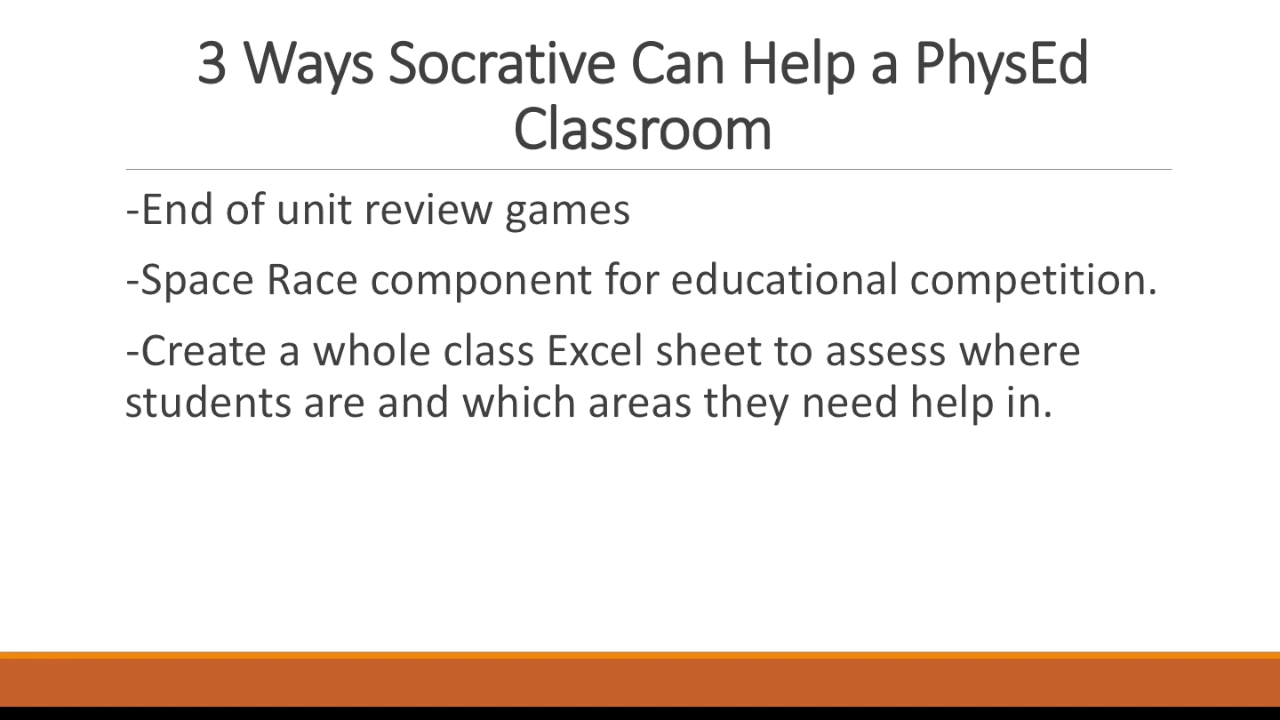 3 Ways Socrative Can Help a PhysEd
Classroom
-End of unit review games
-Space Race component for educational competition.
-Create a whole class Excel sheet to assess where
students are and which areas they need help in.